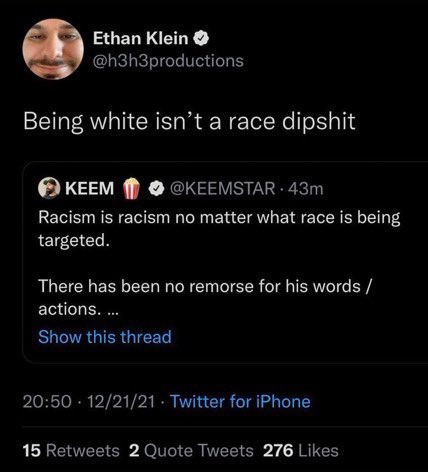 Ethan Klein
@h3h3productions
Being white isn't a race dipshit
KEEM 🍿 @KEEMSTAR · 43m
Racism is racism no matter what race is being
targeted.
There has been no remorse for his words /
actions. ...
Show this thread
20:50 · 12/21/21 · Twitter for iPhone
15 Retweets 2 Quote Tweets 276 Likes